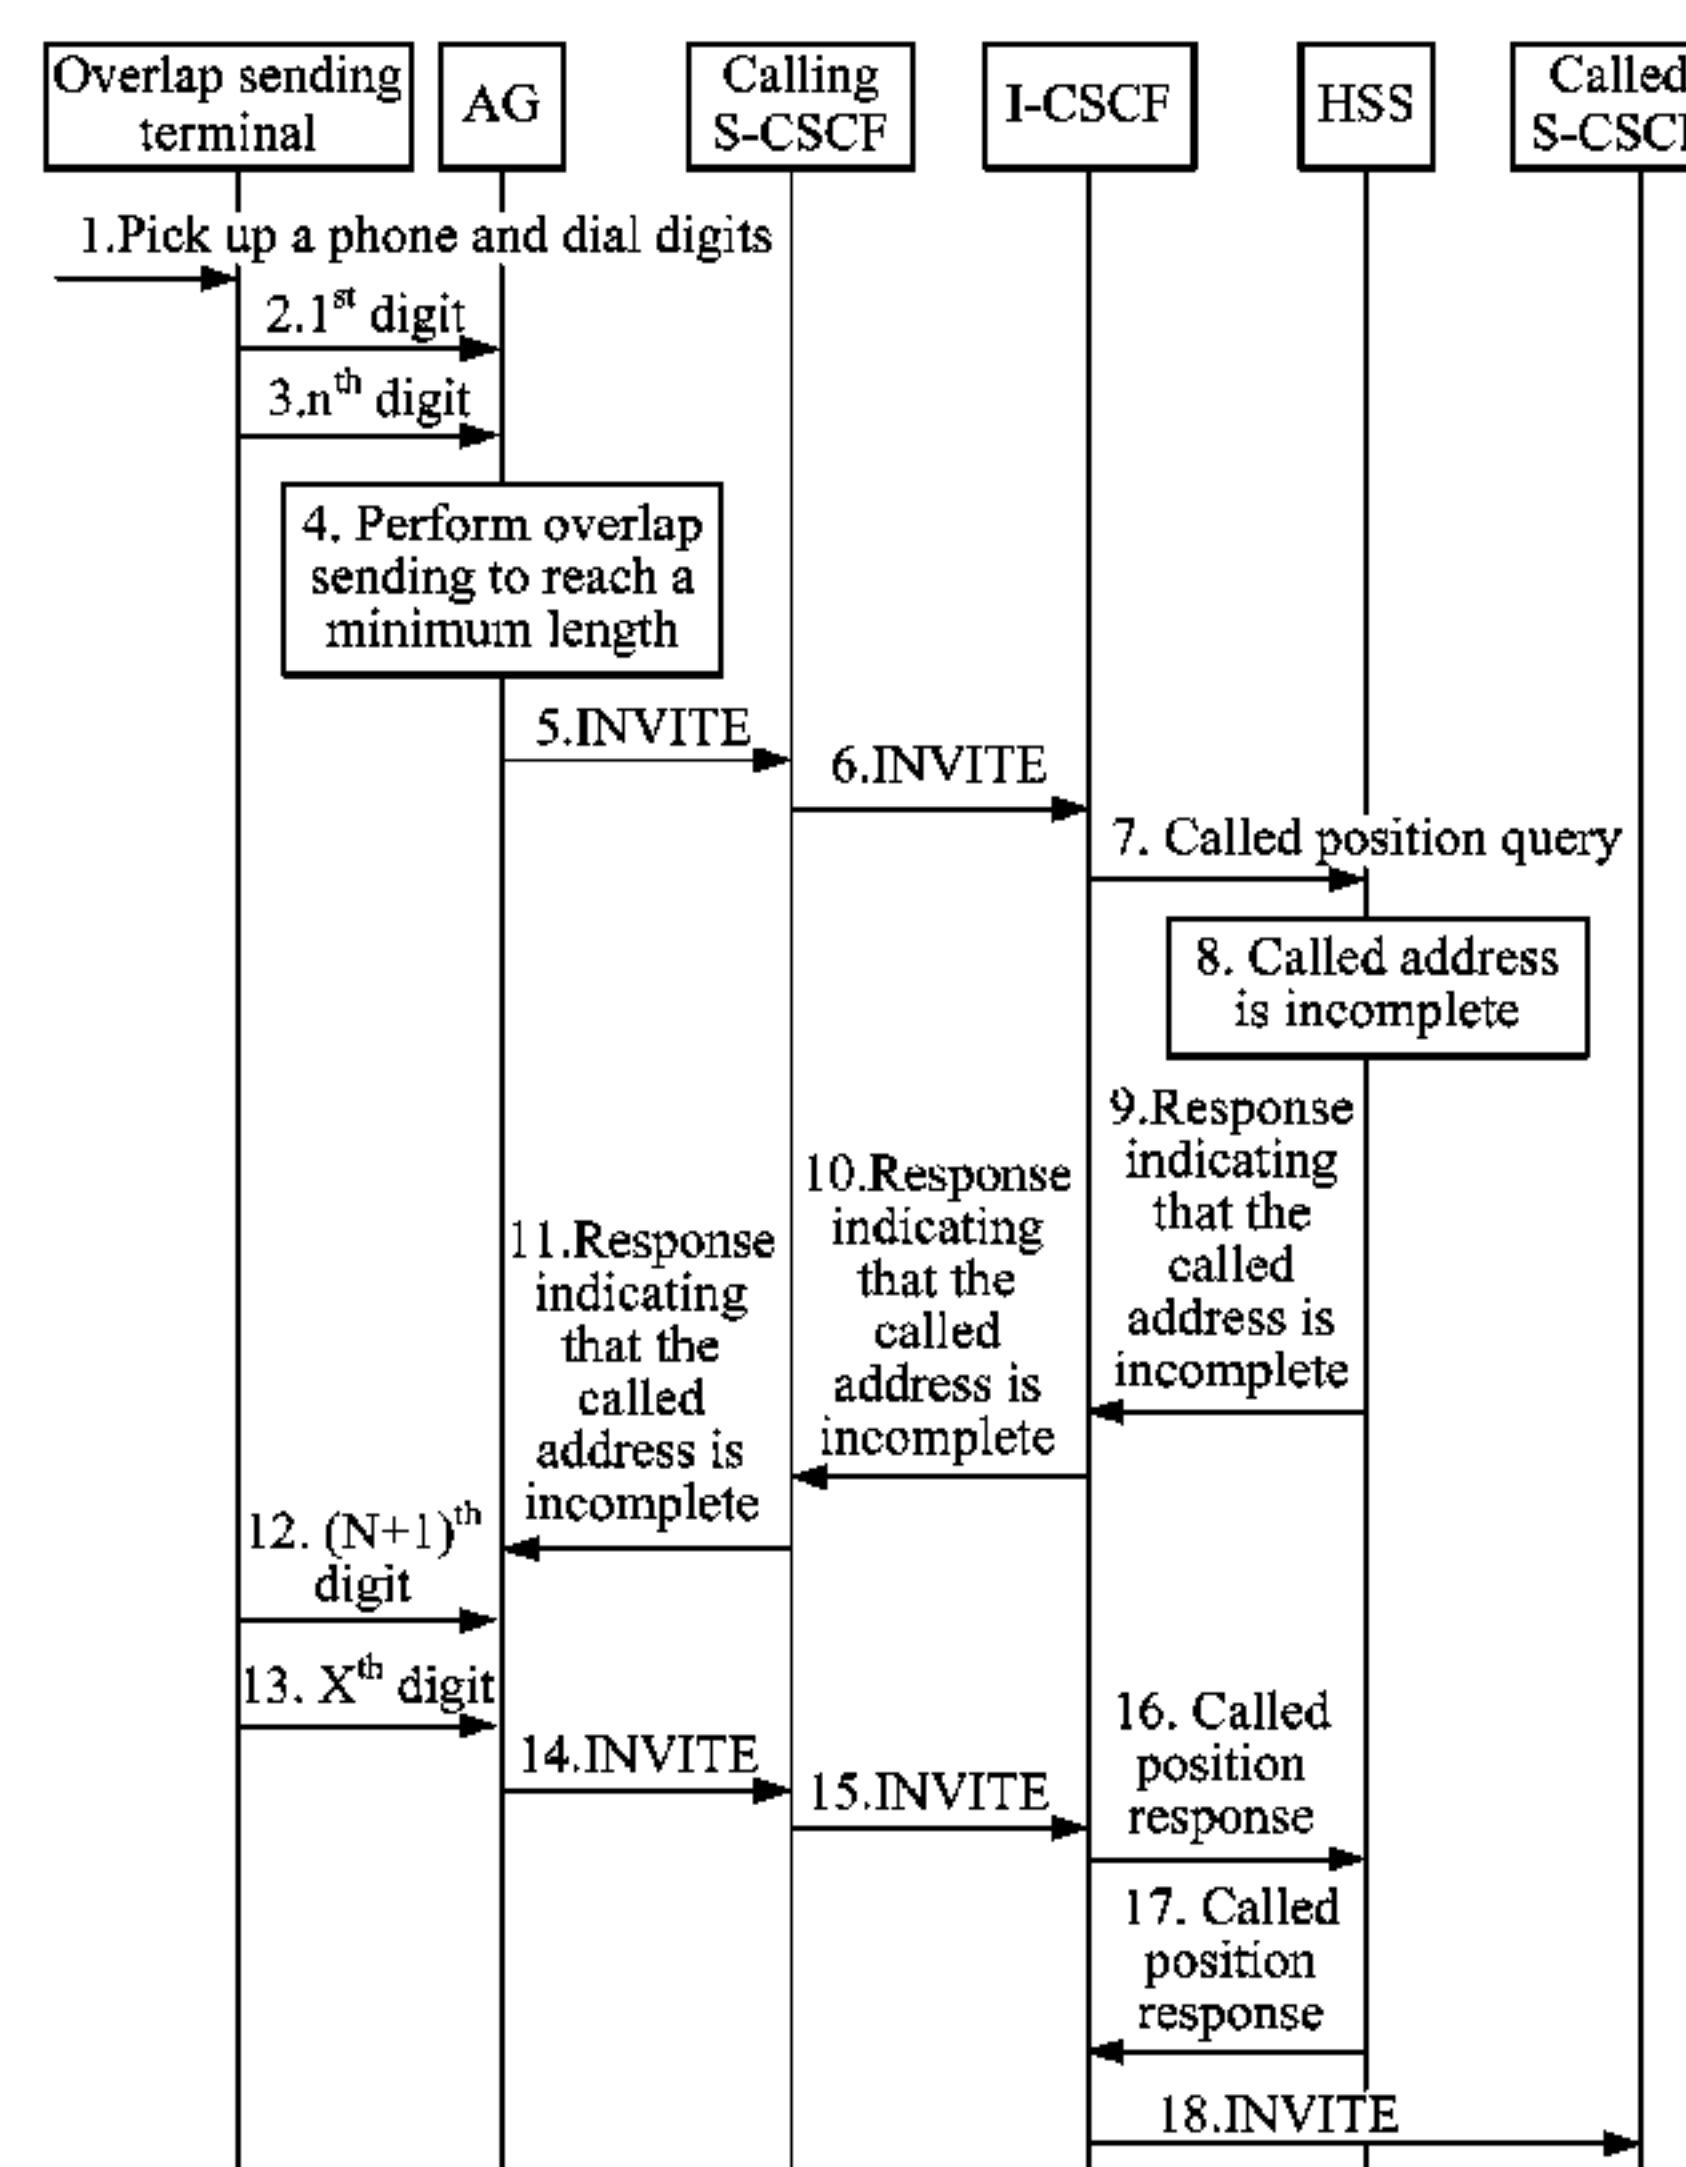 Overlap sending
terminal
AG
Calling
S-CSCF
I-CSCF
HSS
Called
S-CSCF
1.Pick up a phone and dial digits
2.1st digit
3.nth digit
4. Perform overlap
sending to reach a
minimum length
5.INVITE
6.INVITE
7. Called position query
8. Called address
is incomplete
9.Response
indicating
that the
called
address is
incomplete
10.Response
indicating
that the
called
address is
incomplete
11.Response
indicating
that the
called
address is
incomplete
12. (N+1)th
digit
13. Xth digit
14.INVITE
15.INVITE
16. Called
position
response
17. Called
position
response
18.INVITE